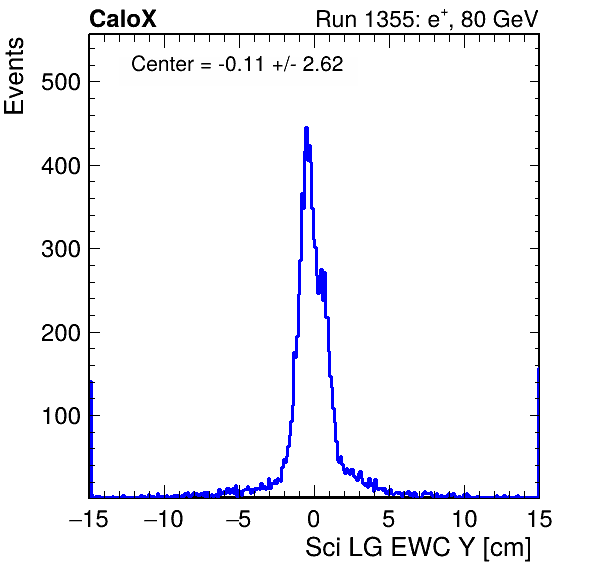 CaloX Run 1355: e⁺, 80 GeV
Events
Center = -0.11 +/- 2.62
500
400
300
200
100
−15 −10 −5 0 5 10 15
Sci LG EWC Y [cm]